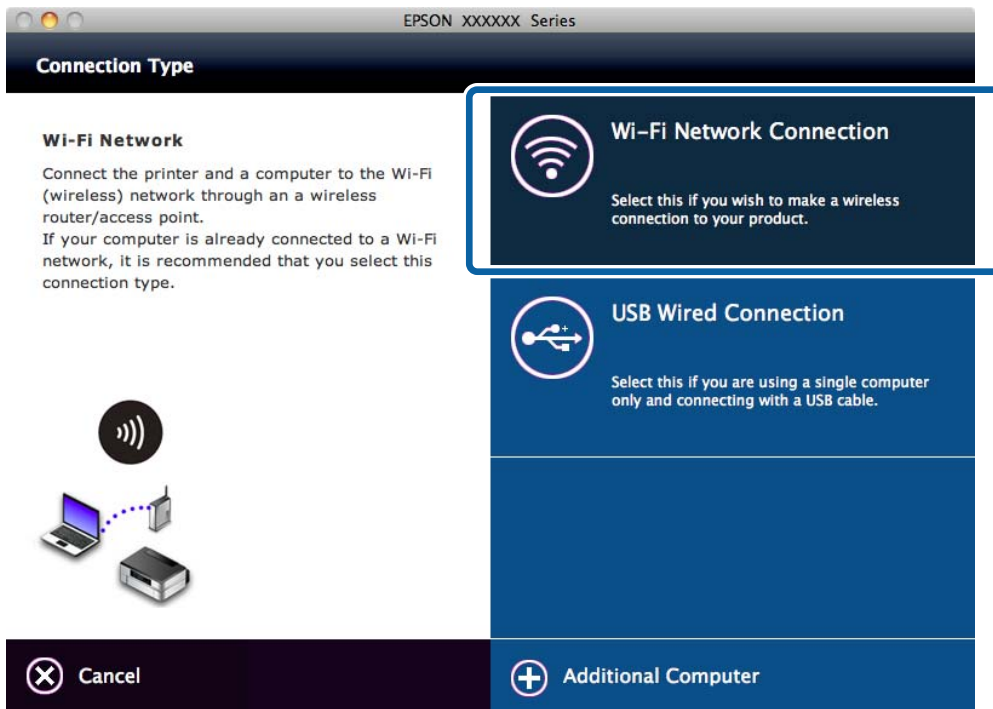 EPSON XXXXXX Series
Connection Type
Wi-Fi Network
Connect the printer and a computer to the Wi-Fi
(wireless) network through an a wireless
router/access point.
If your computer is already connected to a Wi-Fi
network, it is recommended that you select this
connection type.
Wi-Fi Network Connection
Select this if you wish to make a wireless
connection to your product.
USB Wired Connection
Select this if you are using a single computer
only and connecting with a USB cable.
Cancel
Additional Computer